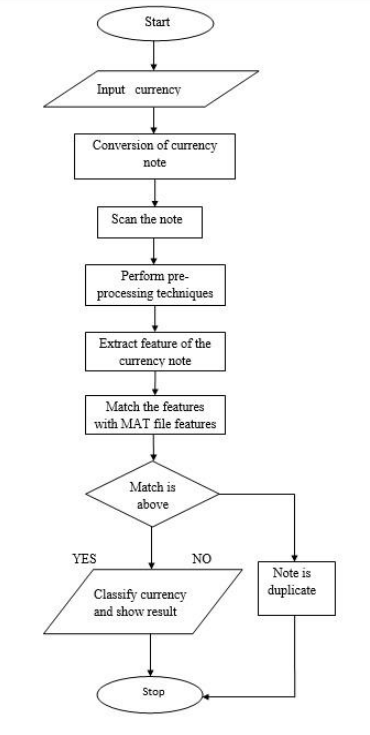 Start
Input currency
Conversion of currency
note
Scan the note
Perform pre-
processing techniques
Extract feature of the
currency note
Match the features
with MAT file features
Match is
above
YES
NO
Classify currency
and show result
Note is
duplicate
Stop